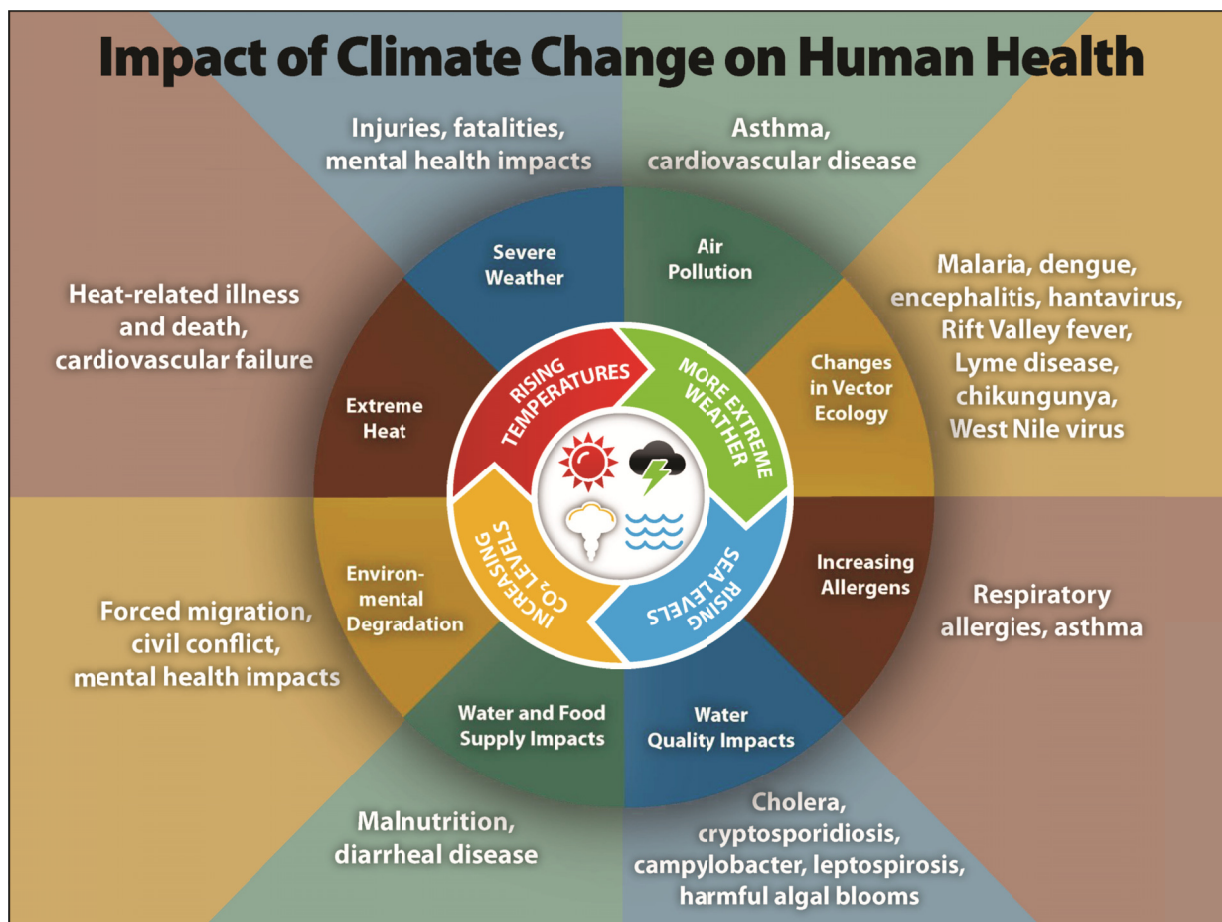 Impact of Climate Change on Human Health
Injuries, fatalities,
mental health impacts
Asthma,
cardiovascular disease
Severe
Weather
Air
Pollution
Heat-related illness
and death,
cardiovascular failure
Malaria, dengue,
encephalitis, hantavirus,
Rift Valley fever,
Lyme disease,
chikungunya,
West Nile virus
Extreme
Heat
Changes
in Vector
Ecology
RISING
TEMPERATURES
MORE EXTREME
WEATHER
RISING
SEA LEVELS
INCREASING
CO₂ LEVELS
Environ-
mental
Degradation
Increasing
Allergens
Forced migration,
civil conflict,
mental health impacts
Respiratory
allergies, asthma
Water and Food
Supply Impacts
Water
Quality Impacts
Malnutrition,
diarrheal disease
Cholera,
cryptosporidiosis,
campylobacter, leptospirosis,
harmful algal blooms